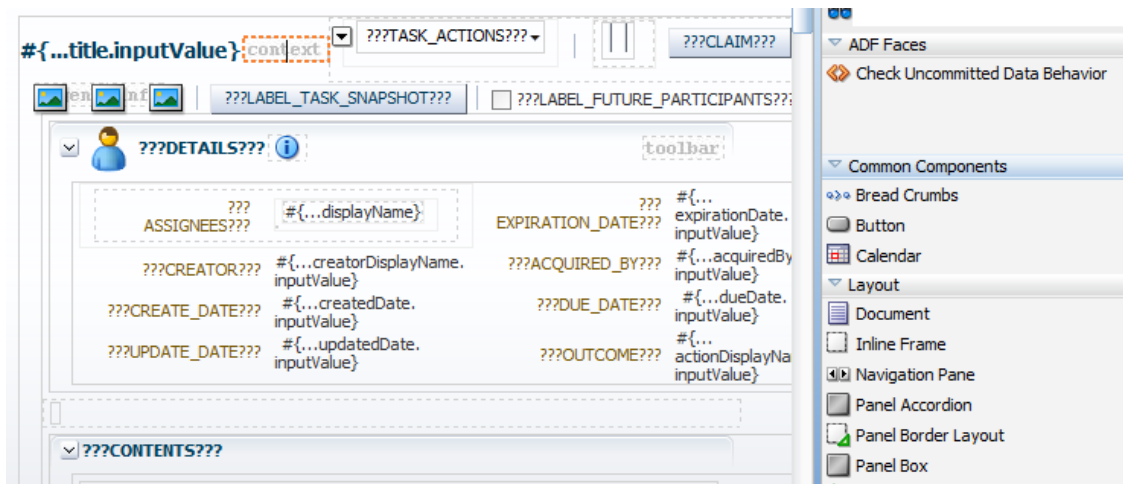 #{...title.inputValue} context ???TASK_ACTIONS??? ???CLAIM???
en nf ???LABEL_TASK_SNAPSHOT??? ???LABEL_FUTURE_PARTICIPANTS???
???DETAILS??? toolbar
???
ASSIGNEES???
#{...displayName}
???
EXPIRATION_DATE???
#{...
expirationDate.
inputValue}
???CREATOR???
#{...creatorDisplayName.
inputValue}
???ACQUIRED_BY???
#{...acquiredBy
inputValue}
???CREATE_DATE???
#{...createdDate.
inputValue}
???DUE_DATE???
#{...dueDate.
inputValue}
???UPDATE_DATE???
#{...updatedDate.
inputValue}
???OUTCOME???
#{...
actionDisplayNa
inputValue}
???CONTENTS???
ADF Faces
Check Uncommitted Data Behavior
Common Components
Bread Crumbs
Button
Calendar
Layout
Document
Inline Frame
Navigation Pane
Panel Accordion
Panel Border Layout
Panel Box